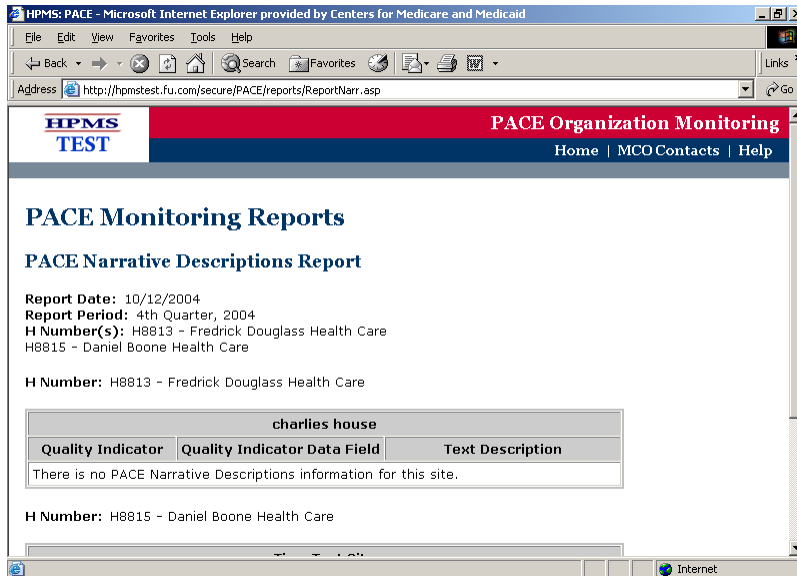 HPMS: PACE - Microsoft Internet Explorer provided by Centers for Medicare and Medicaid
File Edit View Favorites Tools Help
Back Search Favorites Links
Address http://hpmstest.fu.com/secure/PACE/reports/ReportNarr.asp Go
HPMS
TEST
PACE Organization Monitoring
Home | MCO Contacts | Help
PACE Monitoring Reports
PACE Narrative Descriptions Report
Report Date: 10/12/2004
Report Period: 4th Quarter, 2004
H Number(s): H8813 - Fredrick Douglass Health Care
H8815 - Daniel Boone Health Care
H Number: H8813 - Fredrick Douglass Health Care
charlies house
Quality Indicator Quality Indicator Data Field Text Description
There is no PACE Narrative Descriptions information for this site.
H Number: H8815 - Daniel Boone Health Care
Internet